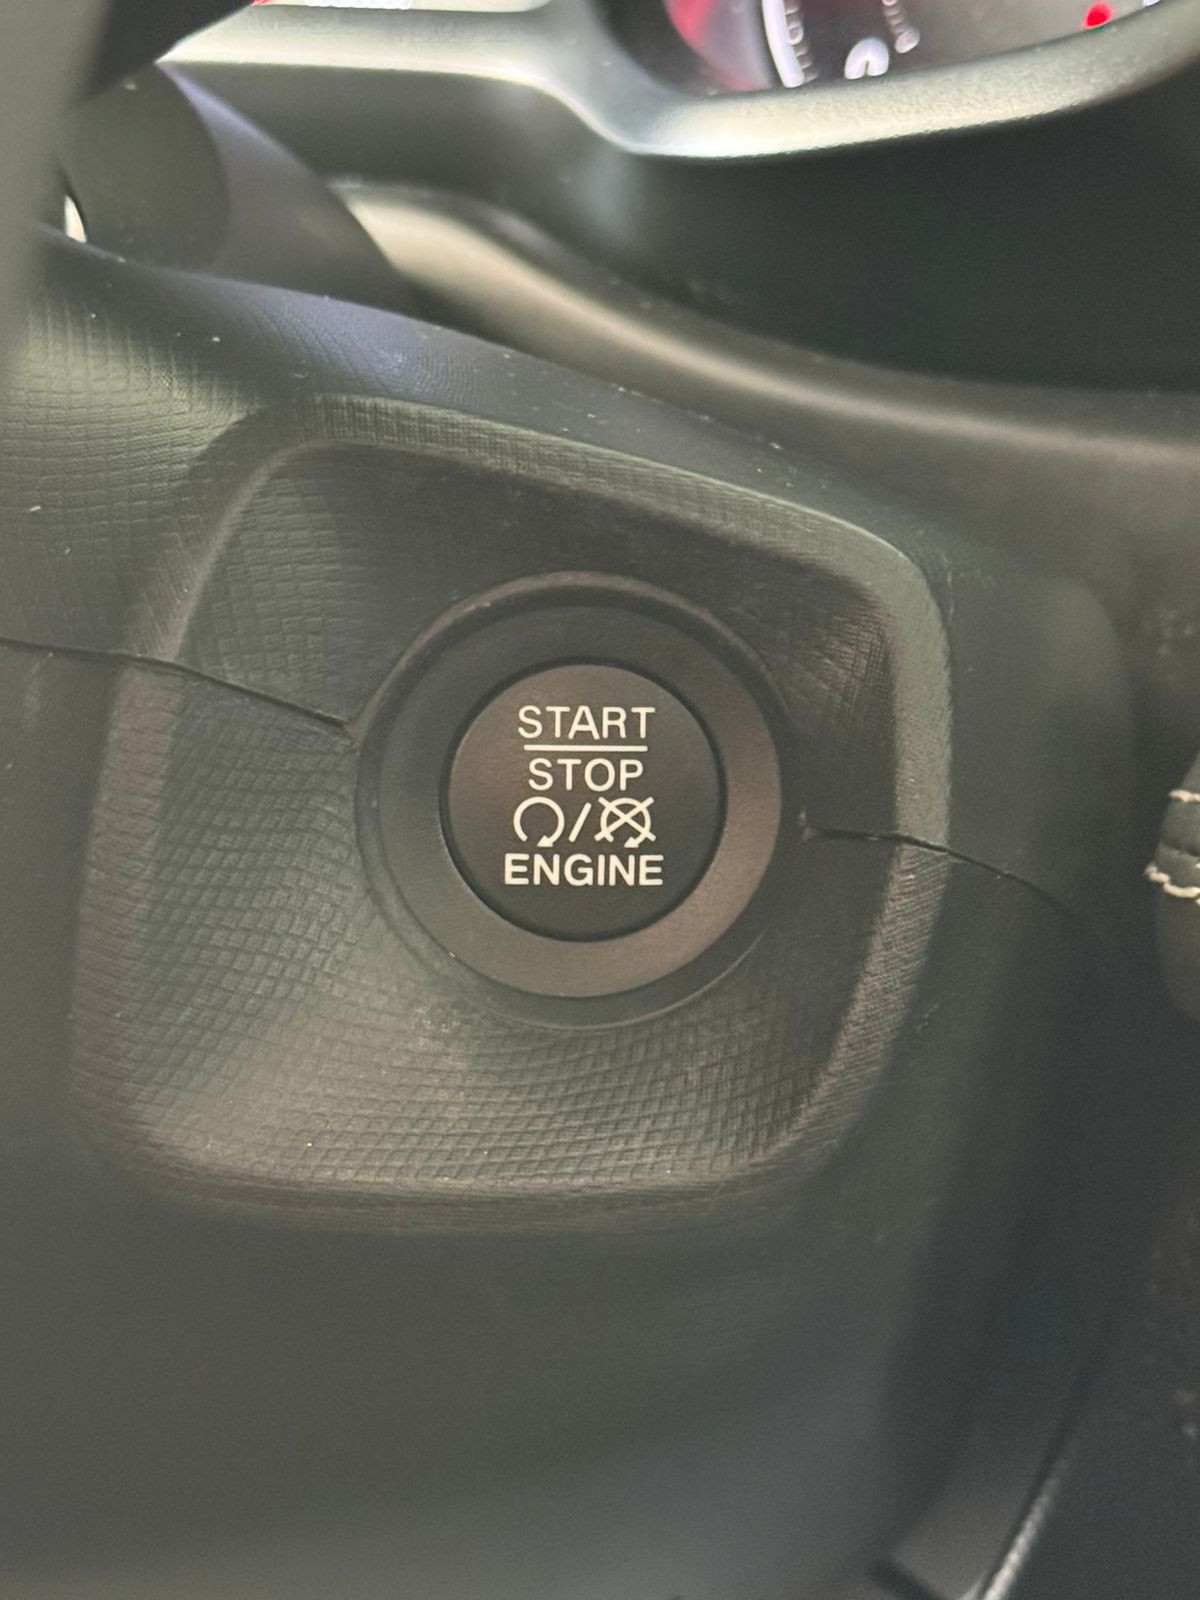 START
STOP
/
ENGINE